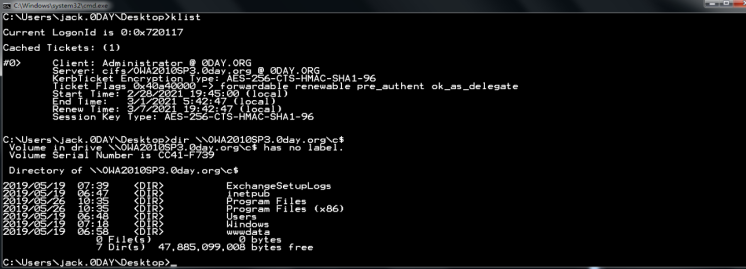 C:\Windows\system32\cmd.exe
C:\Users\jack.0DAY\Desktop>klist
Current LogonId is 0:0x720117
Cached Tickets: (1)
#0> Client: Administrator @ 0DAY.ORG
Server: cifs/OWA2010SP3.0day.org @ 0DAY.ORG
KerbTicket Encryption Type: AES-256-CTS-HMAC-SHA1-96
Ticket Flags 0x40a40000 -> forwardable renewable pre_authent ok_as_delegate
Start Time: 2/28/2021 19:45:00 (local)
End Time: 3/1/2021 5:42:47 (local)
Renew Time: 3/7/2021 19:42:47 (local)
Session Key Type: AES-256-CTS-HMAC-SHA1-96
C:\Users\jack.0DAY\Desktop>dir \\OWA2010SP3.0day.org\c$
Volume in drive \\OWA2010SP3.0day.org\c$ has no label.
Volume Serial Number is CC41-F739
Directory of \\OWA2010SP3.0day.org\c$
2019/05/19 07:39 <DIR> ExchangeSetupLogs
2019/05/19 06:47 <DIR> inetpub
2019/05/26 10:35 <DIR> Program Files
2019/05/26 10:35 <DIR> Program Files (x86)
2019/05/19 06:48 <DIR> Users
2019/05/19 07:18 <DIR> Windows
2019/05/19 06:58 <DIR> wwwdata
0 File(s) 0 bytes
7 Dir(s) 47,885,099,008 bytes free
C:\Users\jack.0DAY\Desktop>_